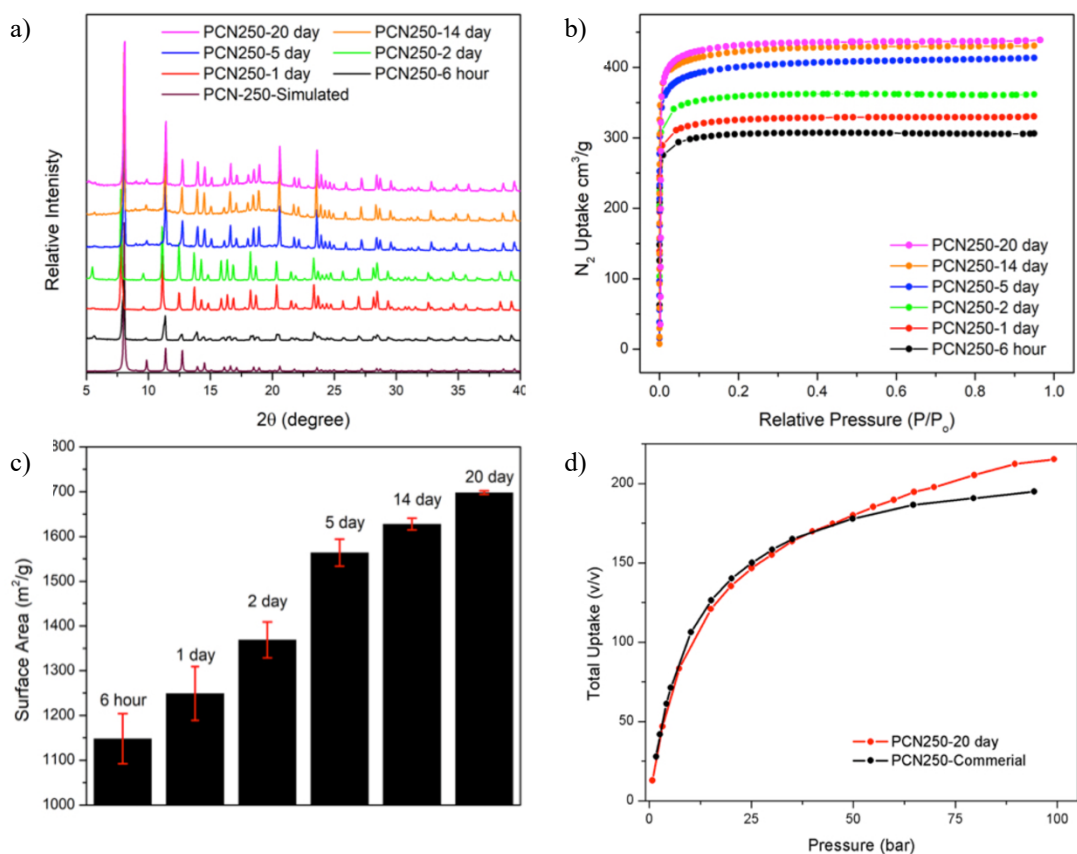 a)
PCN250-20 day PCN250-14 day
PCN250-5 day PCN250-2 day
PCN250-1 day PCN250-6 hour
PCN-250-Simulated
Relative Intenisty
5 10 15 20 25 30 35 40
2θ (degree)
b)
N₂ Uptake cm³/g
400
300
200
100
0
PCN250-20 day
PCN250-14 day
PCN250-5 day
PCN250-2 day
PCN250-1 day
PCN250-6 hour
0.0 0.2 0.4 0.6 0.8 1.0
Relative Pressure (P/Pₒ)
c)
Surface Area (m²/g)
800
700
1600
1500
1400
1300
1200
1100
1000
6 hour
1 day
2 day
5 day
14 day
20 day
d)
Total Uptake (v/v)
200
150
100
50
0
PCN250-20 day
PCN250-Commerial
0 25 50 75 100
Pressure (bar)